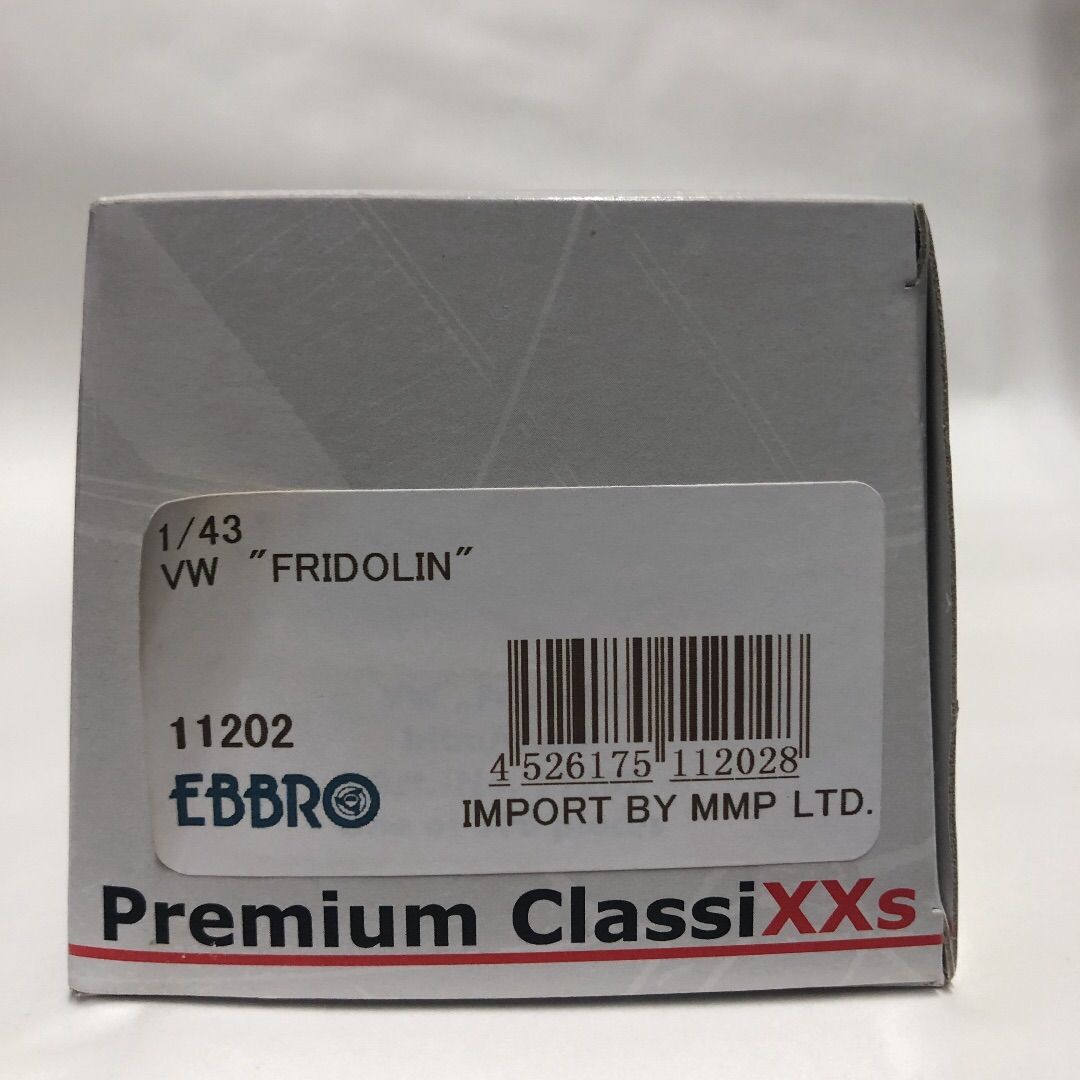 1/43
VW "FRIDOLIN"
11202
4 526175 112028
EBBRO
IMPORT BY MMP LTD.
Premium ClassiXXs